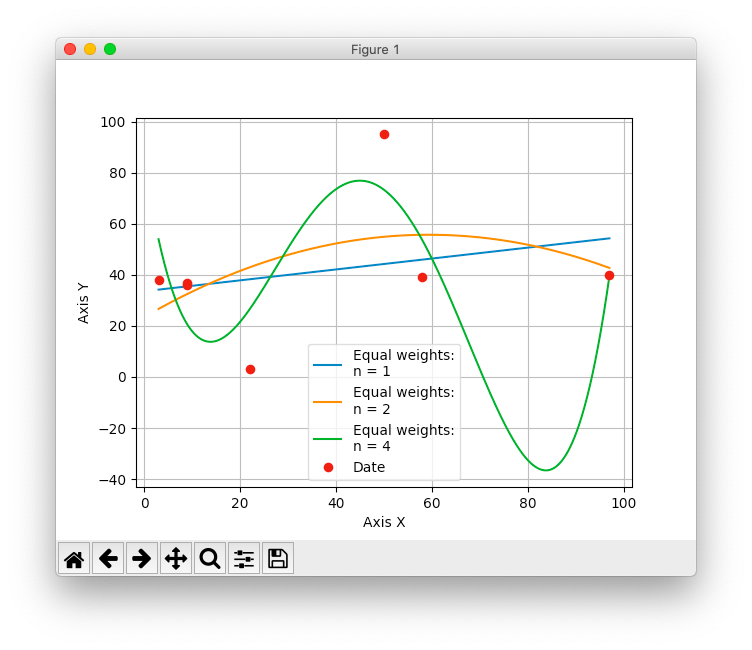 Figure 1
100
80
60
40
20
0
−20
−40
Axis Y
Equal weights:
n = 1
Equal weights:
n = 2
Equal weights:
n = 4
Date
0 20 40 60 80 100
Axis X